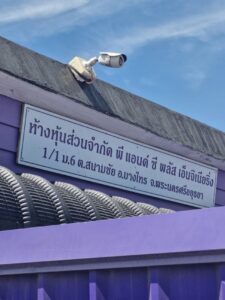 ห้างหุ้นส่วนจำกัด พี แอนด์ ซี พลัส เอ็นจิเนียริ่ง
1/1 ม.6 ต.สนามชัย อ.บางไทร จ.พระนครศรีอยุธยา